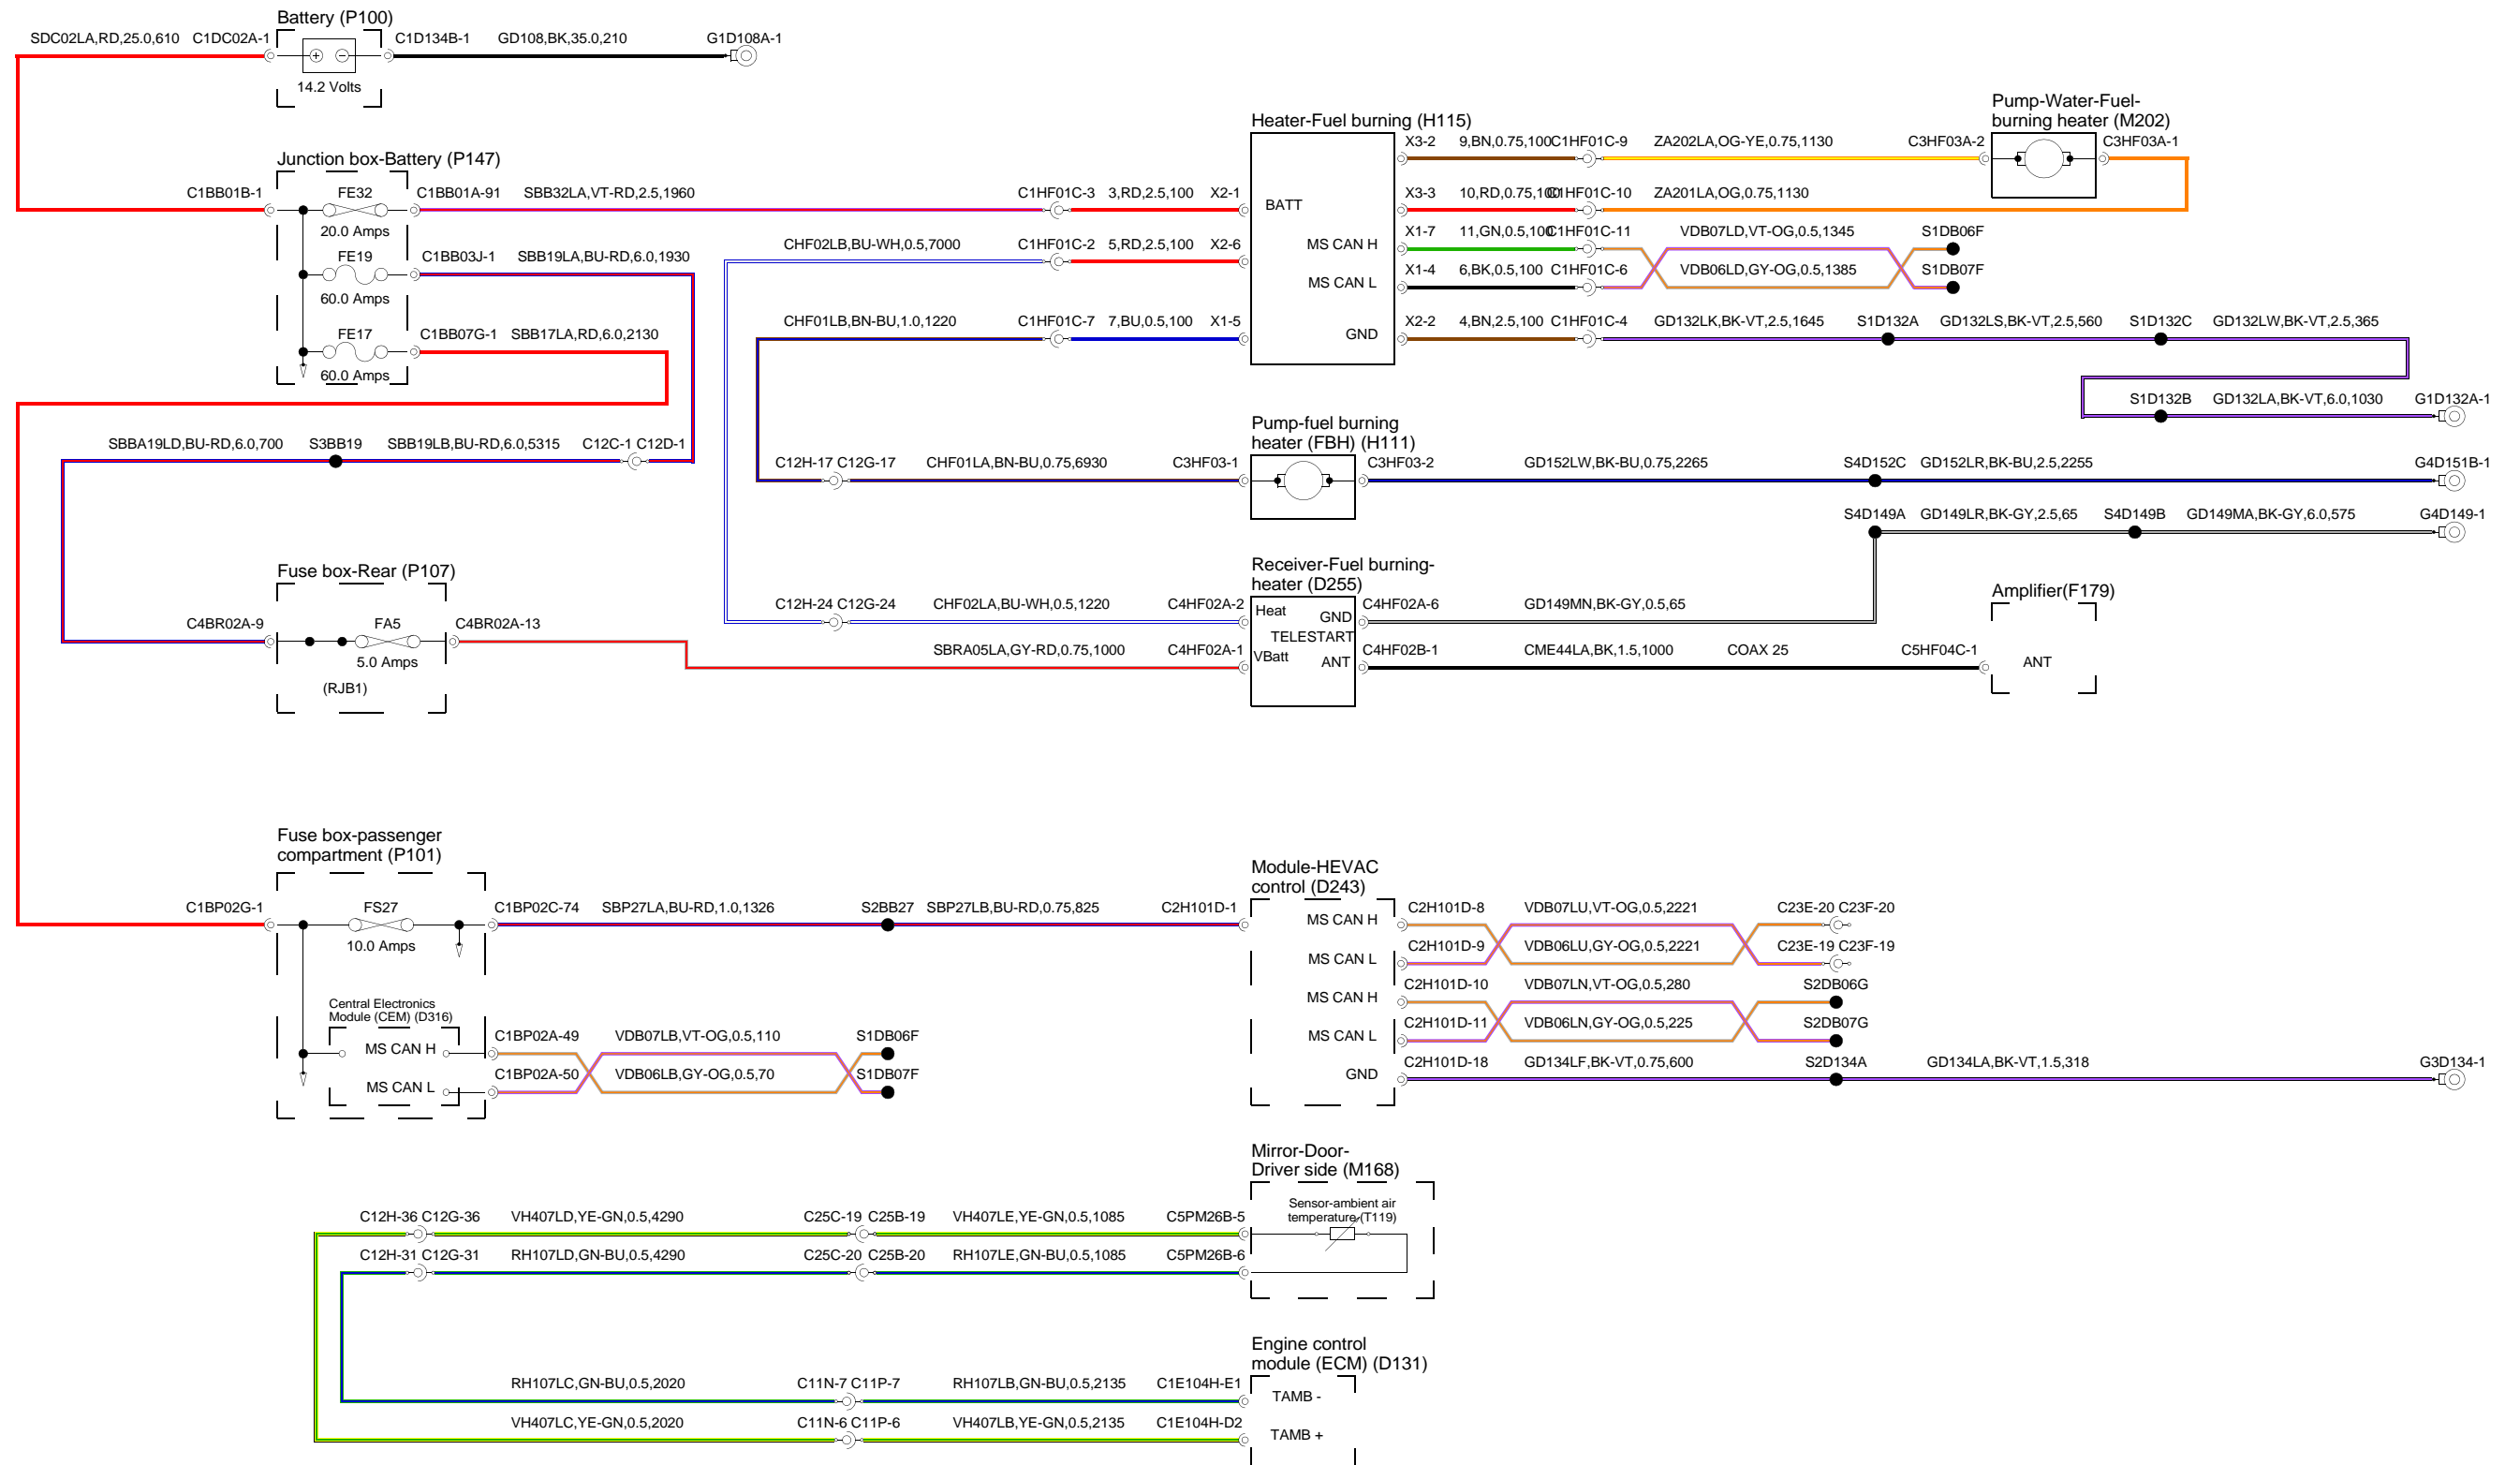 Battery (P100)
SDC02LA,RD,25.0,610
C1DC02A-1
C1D134B-1
GD108,BK,35.0,210
G1D108A-1
14.2 Volts
Junction box-Battery (P147)
C1BB01B-1
FE32
20.0 Amps
C1BB01A-91
SBB32LA,VT-RD,2.5,1960
C1HF01C-3
3,RD,2.5,100
X2-1
FE19
60.0 Amps
C1BB03J-1
SBB19LA,BU-RD,6.0,1930
FE17
60.0 Amps
C1BB07G-1
SBB17LA,RD,6.0,2130
CHF02LB,BU-WH,0.5,7000
C1HF01C-2
5,RD,2.5,100
X2-6
CHF01LB,BN-BU,1.0,1220
C1HF01C-7
7,BU,0.5,100
X1-5
Heater-Fuel burning (H115)
BATT
MS CAN H
MS CAN L
GND
X3-2
9,BN,0.75,100
C1HF01C-9
ZA202LA,OG-YE,0.75,1130
C3HF03A-2
Pump-Water-Fuel-
burning heater (M202)
C3HF03A-1
X3-3
10,RD,0.75,100
C1HF01C-10
ZA201LA,OG,0.75,1130
X1-7
11,GN,0.5,100
C1HF01C-11
VDB07LD,VT-OG,0.5,1345
S1DB06F
X1-4
6,BK,0.5,100
C1HF01C-6
VDB06LD,GY-OG,0.5,1385
S1DB07F
X2-2
4,BN,2.5,100
C1HF01C-4
GD132LK,BK-VT,2.5,1645
S1D132A
GD132LS,BK-VT,2.5,560
S1D132C
GD132LW,BK-VT,2.5,365
S1D132B
GD132LA,BK-VT,6.0,1030
G1D132A-1
SBBA19LD,BU-RD,6.0,700
S3BB19
SBB19LB,BU-RD,6.0,5315
C12C-1 C12D-1
Pump-fuel burning
heater (FBH) (H111)
C12H-17 C12G-17
CHF01LA,BN-BU,0.75,6930
C3HF03-1
C3HF03-2
GD152LW,BK-BU,0.75,2265
S4D152C
GD152LR,BK-BU,2.5,2255
G4D151B-1
S4D149A
GD149LR,BK-GY,2.5,65
S4D149B
GD149MA,BK-GY,6.0,575
G4D149-1
Fuse box-Rear (P107)
C4BR02A-9
FA5
5.0 Amps
C4BR02A-13
(RJB1)
Receiver-Fuel burning-
heater (D255)
C12H-24 C12G-24
CHF02LA,BU-WH,0.5,1220
C4HF02A-2
Heat
GND
TELESTART
VBatt
ANT
C4HF02A-6
GD149MN,BK-GY,0.5,65
SBRA05LA,GY-RD,0.75,1000
C4HF02A-1
C4HF02B-1
CME44LA,BK,1.5,1000
COAX 25
C5HF04C-1
Amplifier(F179)
ANT
Fuse box-passenger
compartment (P101)
C1BP02G-1
FS27
10.0 Amps
C1BP02C-74
SBP27LA,BU-RD,1.0,1326
S2BB27
SBP27LB,BU-RD,0.75,825
C2H101D-1
Central Electronics
Module (CEM) (D316)
MS CAN H
MS CAN L
C1BP02A-49
VDB07LB,VT-OG,0.5,110
S1DB06F
C1BP02A-50
VDB06LB,GY-OG,0.5,70
S1DB07F
Module-HEVAC
control (D243)
MS CAN H
MS CAN L
MS CAN H
MS CAN L
GND
C2H101D-8
VDB07LU,VT-OG,0.5,2221
C23E-20 C23F-20
C2H101D-9
VDB06LU,GY-OG,0.5,2221
C23E-19 C23F-19
C2H101D-10
VDB07LN,VT-OG,0.5,280
S2DB06G
C2H101D-11
VDB06LN,GY-OG,0.5,225
S2DB07G
C2H101D-18
GD134LF,BK-VT,0.75,600
S2D134A
GD134LA,BK-VT,1.5,318
G3D134-1
Mirror-Door-
Driver side (M168)
Sensor-ambient air
temperature (T119)
C12H-36 C12G-36
VH407LD,YE-GN,0.5,4290
C25C-19 C25B-19
VH407LE,YE-GN,0.5,1085
C5PM26B-5
C12H-31 C12G-31
RH107LD,GN-BU,0.5,4290
C25C-20 C25B-20
RH107LE,GN-BU,0.5,1085
C5PM26B-6
Engine control
module (ECM) (D131)
RH107LC,GN-BU,0.5,2020
C11N-7 C11P-7
RH107LB,GN-BU,0.5,2135
C1E104H-E1
TAMB -
VH407LC,YE-GN,0.5,2020
C11N-6 C11P-6
VH407LB,YE-GN,0.5,2135
C1E104H-D2
TAMB +